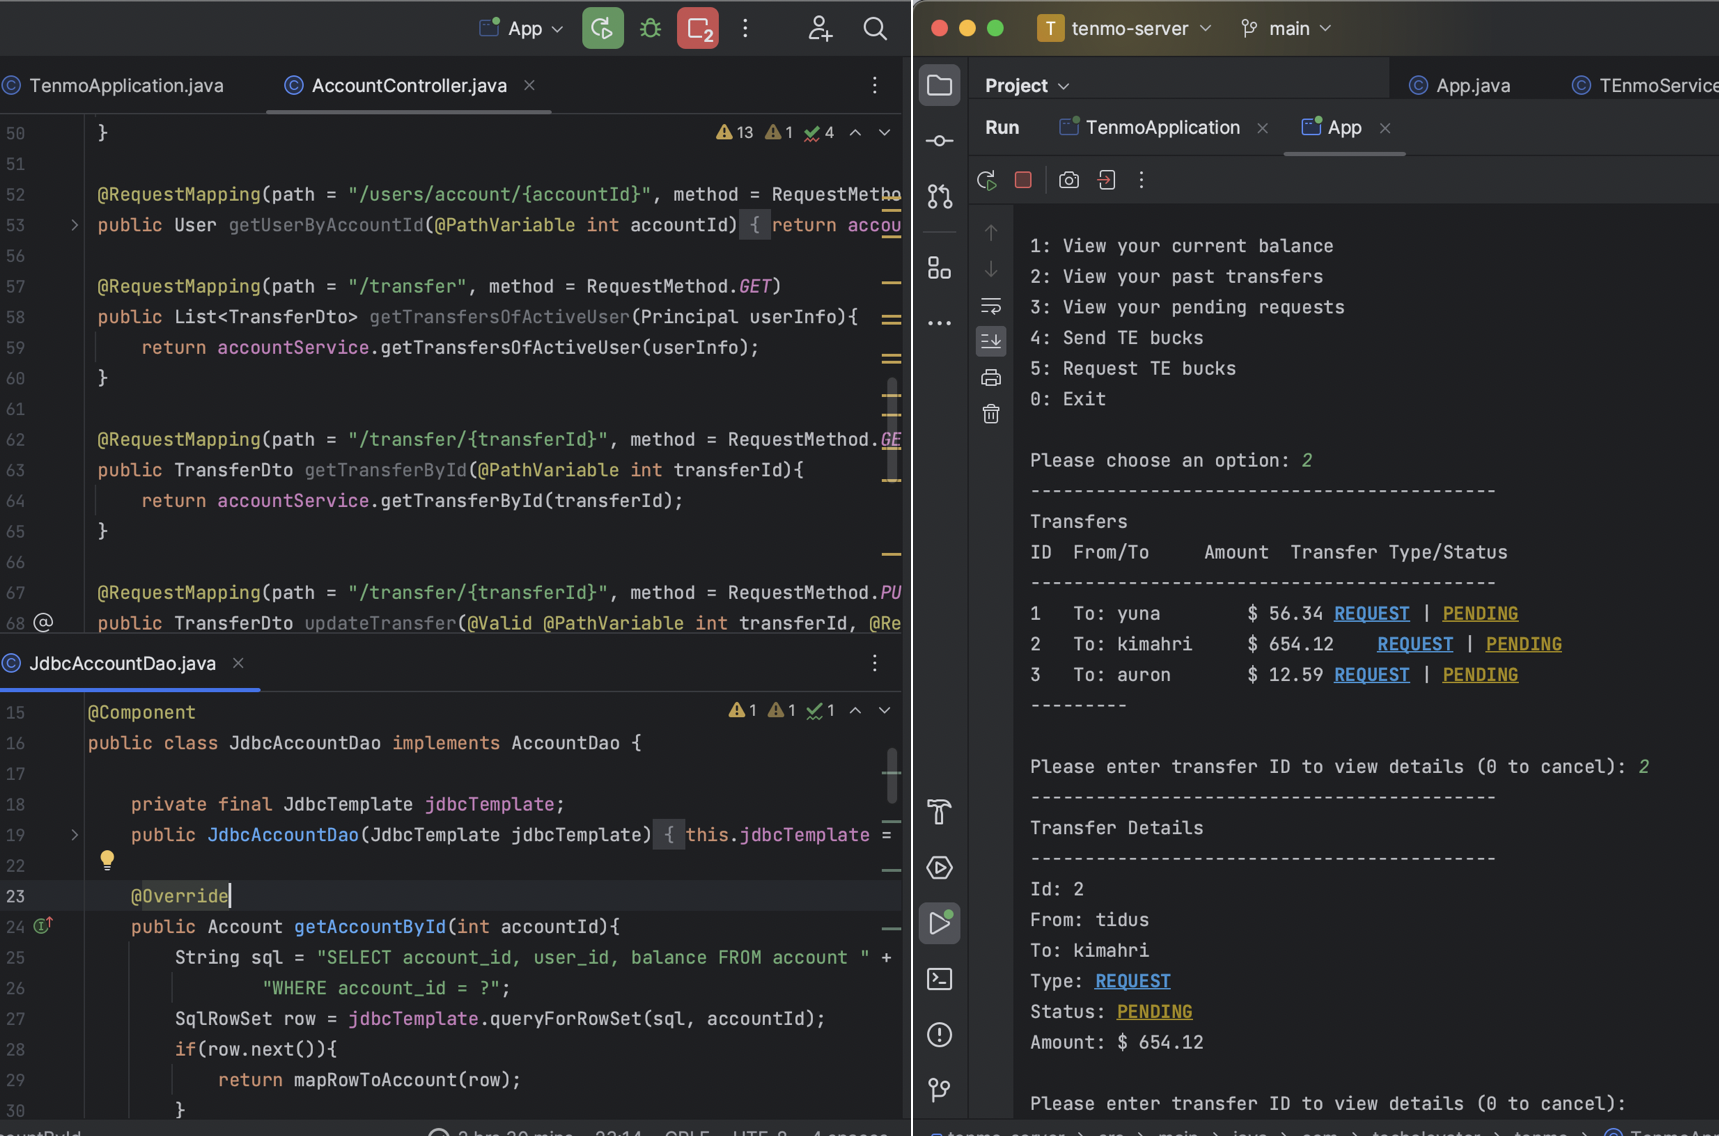 App
2
T tenmo-server
main
TenmoApplication.java
AccountController.java
Project
App.java
TEnmoService
Run
TenmoApplication
App
50 }
13 1 4
51
52 @RequestMapping(path = "/users/account/{accountId}", method = RequestMetho
53 public User getUserByAccountId(@PathVariable int accountId) { return accou
56
57 @RequestMapping(path = "/transfer", method = RequestMethod.GET)
58 public List<TransferDto> getTransfersOfActiveUser(Principal userInfo){
59 return accountService.getTransfersOfActiveUser(userInfo);
60 }
61
62 @RequestMapping(path = "/transfer/{transferId}", method = RequestMethod.GE
63 public TransferDto getTransferById(@PathVariable int transferId){
64 return accountService.getTransferById(transferId);
65 }
66
67 @RequestMapping(path = "/transfer/{transferId}", method = RequestMethod.PU
68 @ public TransferDto updateTransfer(@Valid @PathVariable int transferId, @Re
JdbcAccountDao.java
15 @Component
1 1 1
16 public class JdbcAccountDao implements AccountDao {
17
18 private final JdbcTemplate jdbcTemplate;
19 public JdbcAccountDao(JdbcTemplate jdbcTemplate) { this.jdbcTemplate =
22
23 @Override
24 public Account getAccountById(int accountId){
25 String sql = "SELECT account_id, user_id, balance FROM account " +
26 "WHERE account_id = ?";
27 SqlRowSet row = jdbcTemplate.queryForRowSet(sql, accountId);
28 if(row.next()){
29 return mapRowToAccount(row);
30 }
1: View your current balance
2: View your past transfers
3: View your pending requests
4: Send TE bucks
5: Request TE bucks
0: Exit
Please choose an option: 2
-------------------------------------------
Transfers
ID From/To Amount Transfer Type/Status
-------------------------------------------
1 To: yuna $ 56.34 REQUEST | PENDING
2 To: kimahri $ 654.12 REQUEST | PENDING
3 To: auron $ 12.59 REQUEST | PENDING
---------
Please enter transfer ID to view details (0 to cancel): 2
-------------------------------------------
Transfer Details
-------------------------------------------
Id: 2
From: tidus
To: kimahri
Type: REQUEST
Status: PENDING
Amount: $ 654.12
Please enter transfer ID to view details (0 to cancel):